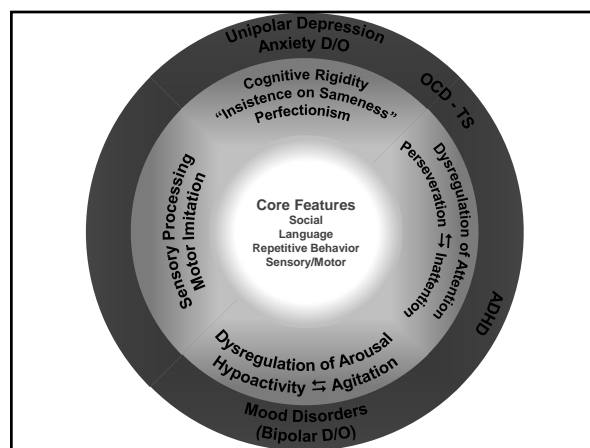 Unipolar Depression
Anxiety D/O
OCD - TS
ADHD
Mood Disorders
(Bipolar D/O)
Cognitive Rigidity
“Insistence on Sameness”
Perfectionism
Dysregulation of Attention
Perseveration ⇄ Inattention
Dysregulation of Arousal
Hypoactivity ⇆ Agitation
Sensory Processing
Motor Imitation
Core Features
Social
Language
Repetitive Behavior
Sensory/Motor